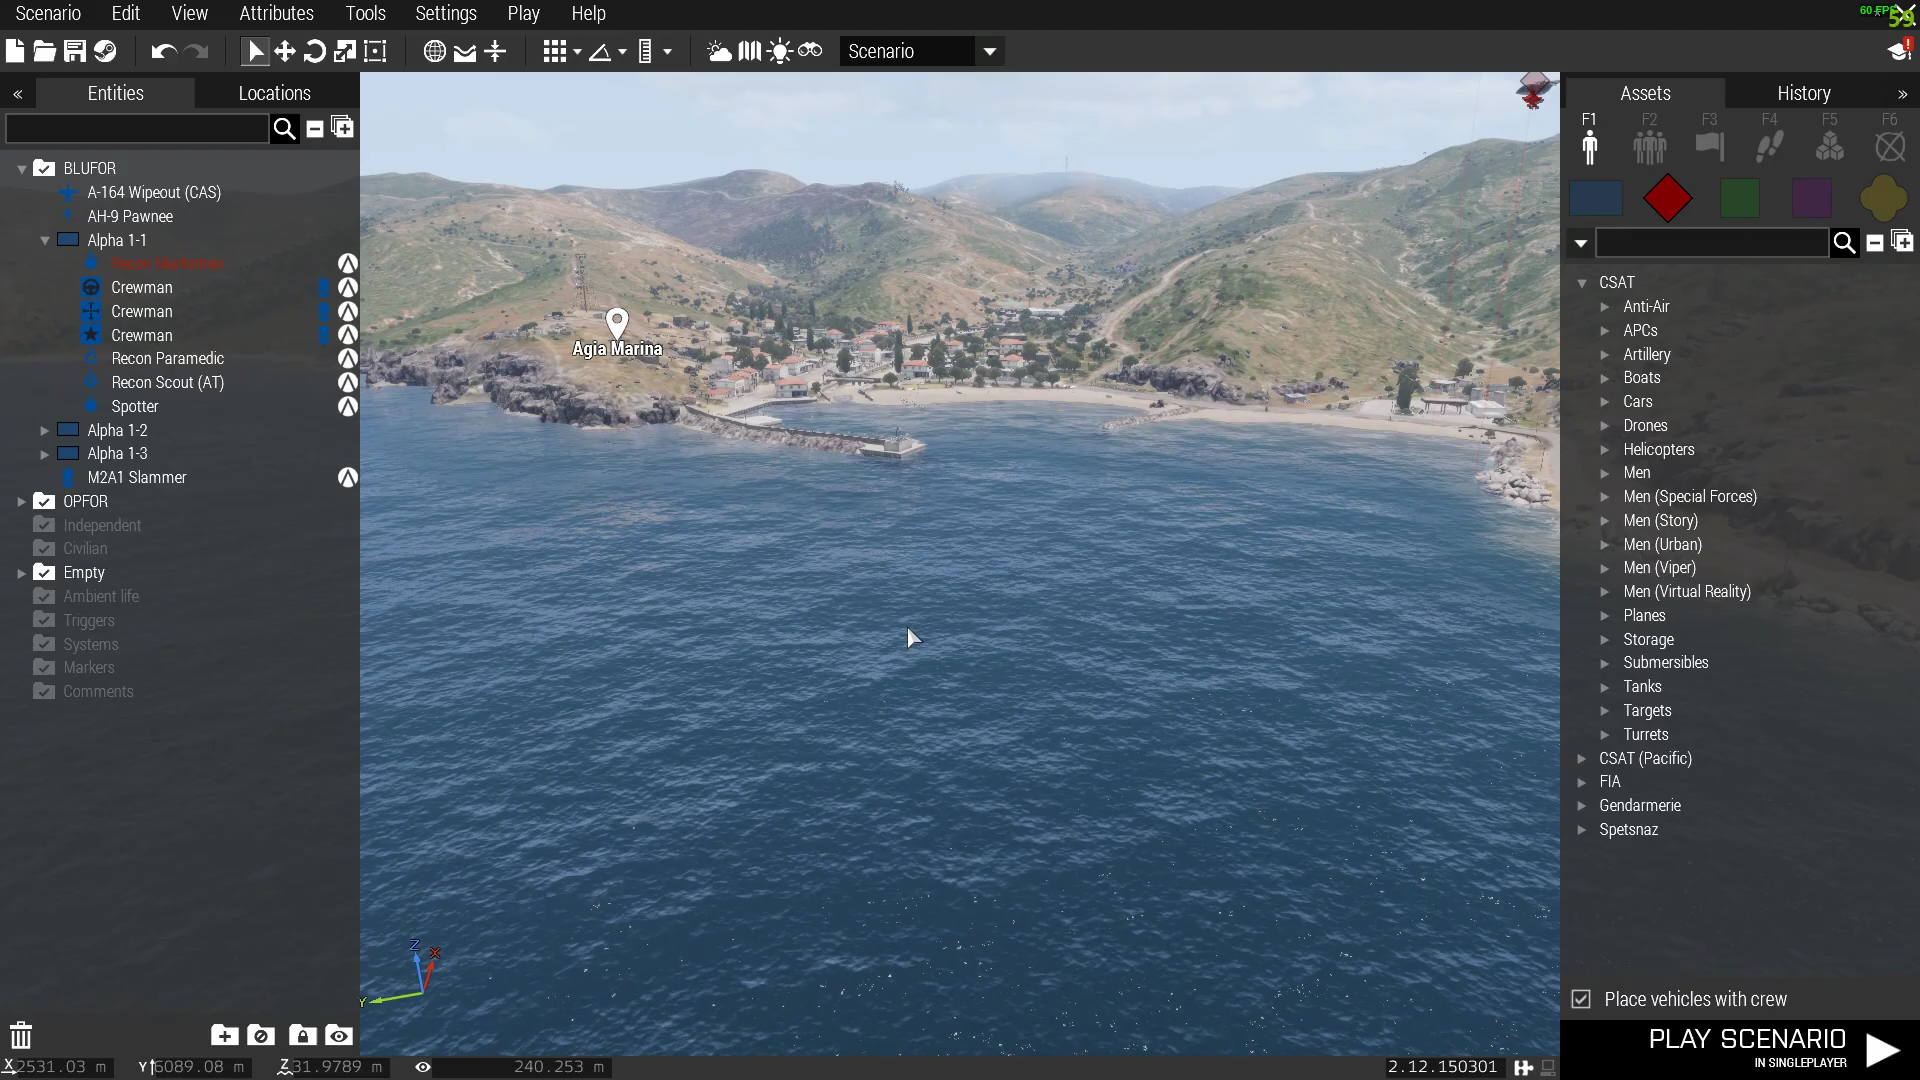 Scenario Edit View Attributes Tools Settings Play Help
60 FPS
59
Scenario
Entities Locations
Assets History
F1 F2 F3 F4 F5 F6
BLUFOR
A-164 Wipeout (CAS)
AH-9 Pawnee
Alpha 1-1
Recon Marksman
Crewman
Crewman
Crewman
Recon Paramedic
Recon Scout (AT)
Spotter
Alpha 1-2
Alpha 1-3
M2A1 Slammer
OPFOR
Independent
Civilian
Empty
Ambient life
Triggers
Systems
Markers
Comments
Agia Marina
Z X
Y
CSAT
Anti-Air
APCs
Artillery
Boats
Cars
Drones
Helicopters
Men
Men (Special Forces)
Men (Story)
Men (Urban)
Men (Viper)
Men (Virtual Reality)
Planes
Storage
Submersibles
Tanks
Targets
Turrets
CSAT (Pacific)
FIA
Gendarmerie
Spetsnaz
Place vehicles with crew
PLAY SCENARIO
IN SINGLEPLAYER
X 2531.03 m Y 6089.08 m Z 31.9789 m 240.253 m 2.12.150301